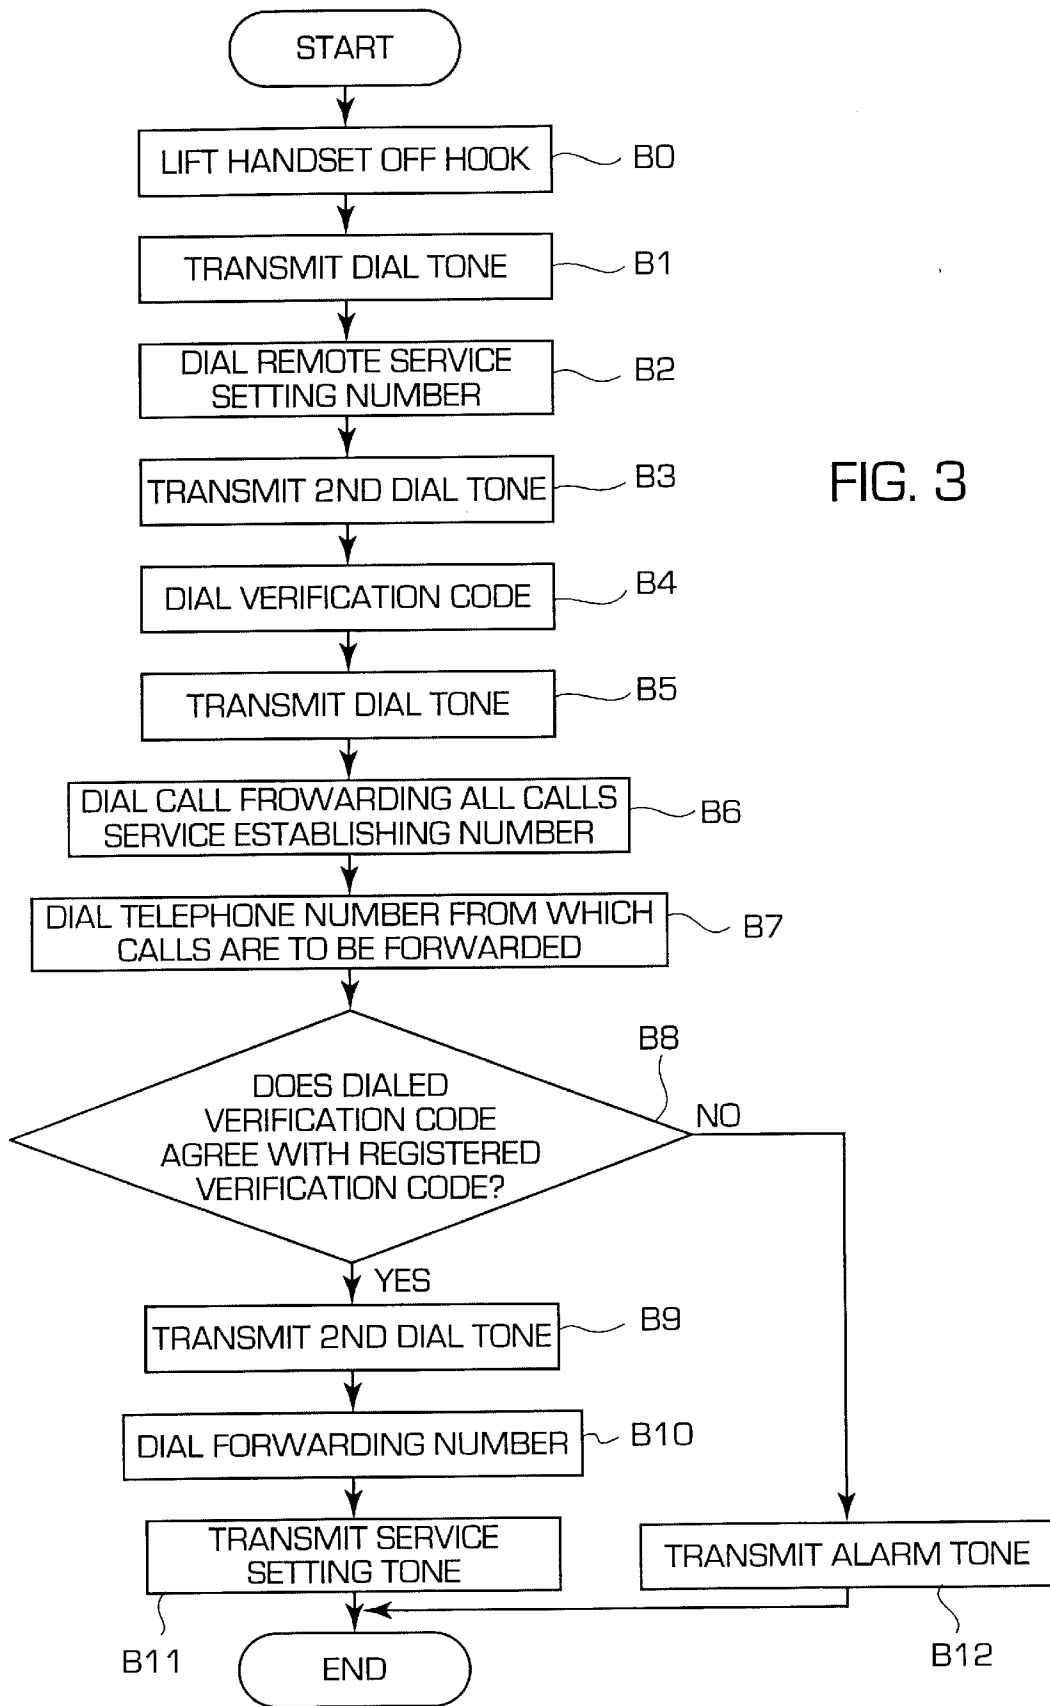 START
LIFT HANDSET OFF HOOK
B0
TRANSMIT DIAL TONE
B1
DIAL REMOTE SERVICE
SETTING NUMBER
B2
FIG. 3
TRANSMIT 2ND DIAL TONE
B3
DIAL VERIFICATION CODE
B4
TRANSMIT DIAL TONE
B5
DIAL CALL FROWARDING ALL CALLS
SERVICE ESTABLISHING NUMBER
B6
DIAL TELEPHONE NUMBER FROM WHICH
CALLS ARE TO BE FORWARDED
B7
B8
DOES DIALED
VERIFICATION CODE
AGREE WITH REGISTERED
VERIFICATION CODE?
NO
YES
TRANSMIT 2ND DIAL TONE
B9
DIAL FORWARDING NUMBER
B10
TRANSMIT SERVICE
SETTING TONE
B11
TRANSMIT ALARM TONE
B12
END